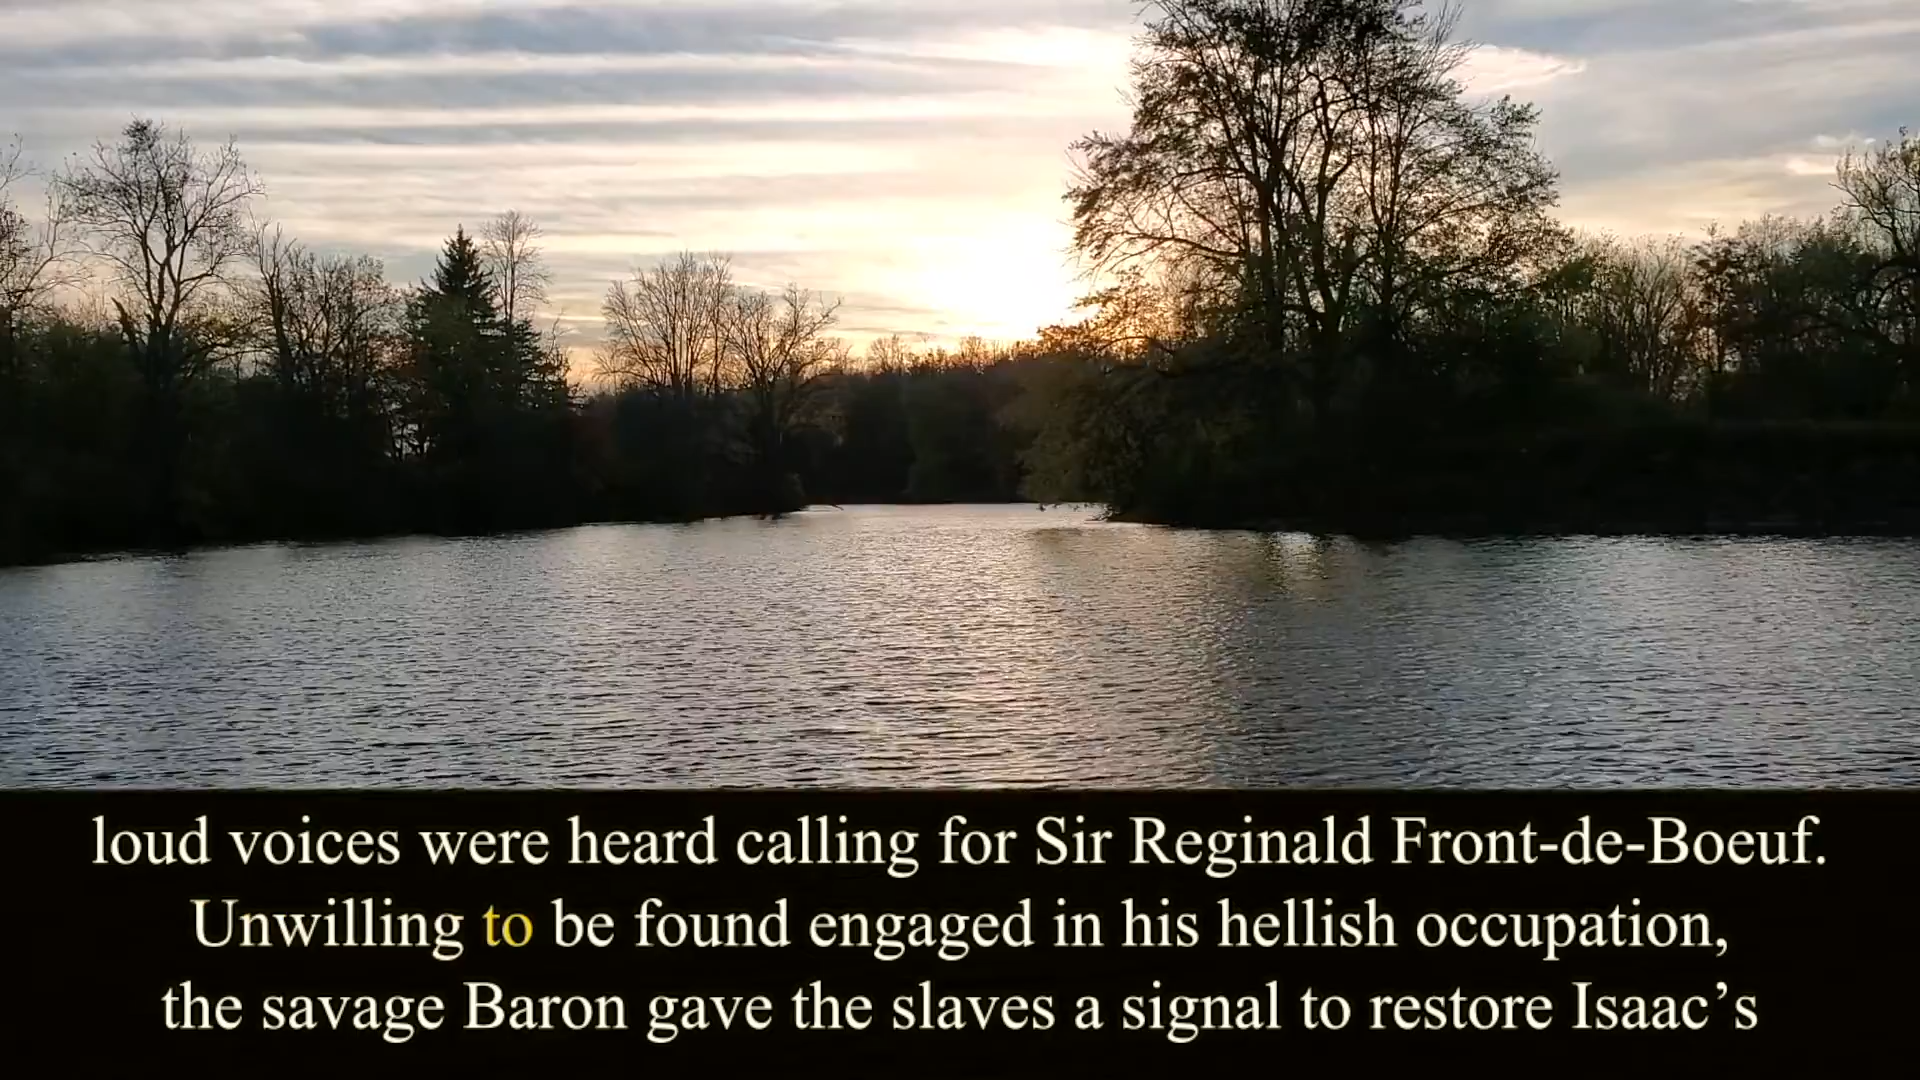 loud voices were heard calling for Sir Reginald Front-de-Boeuf.
Unwilling to be found engaged in his hellish occupation,
the savage Baron gave the slaves a signal to restore Isaac’s